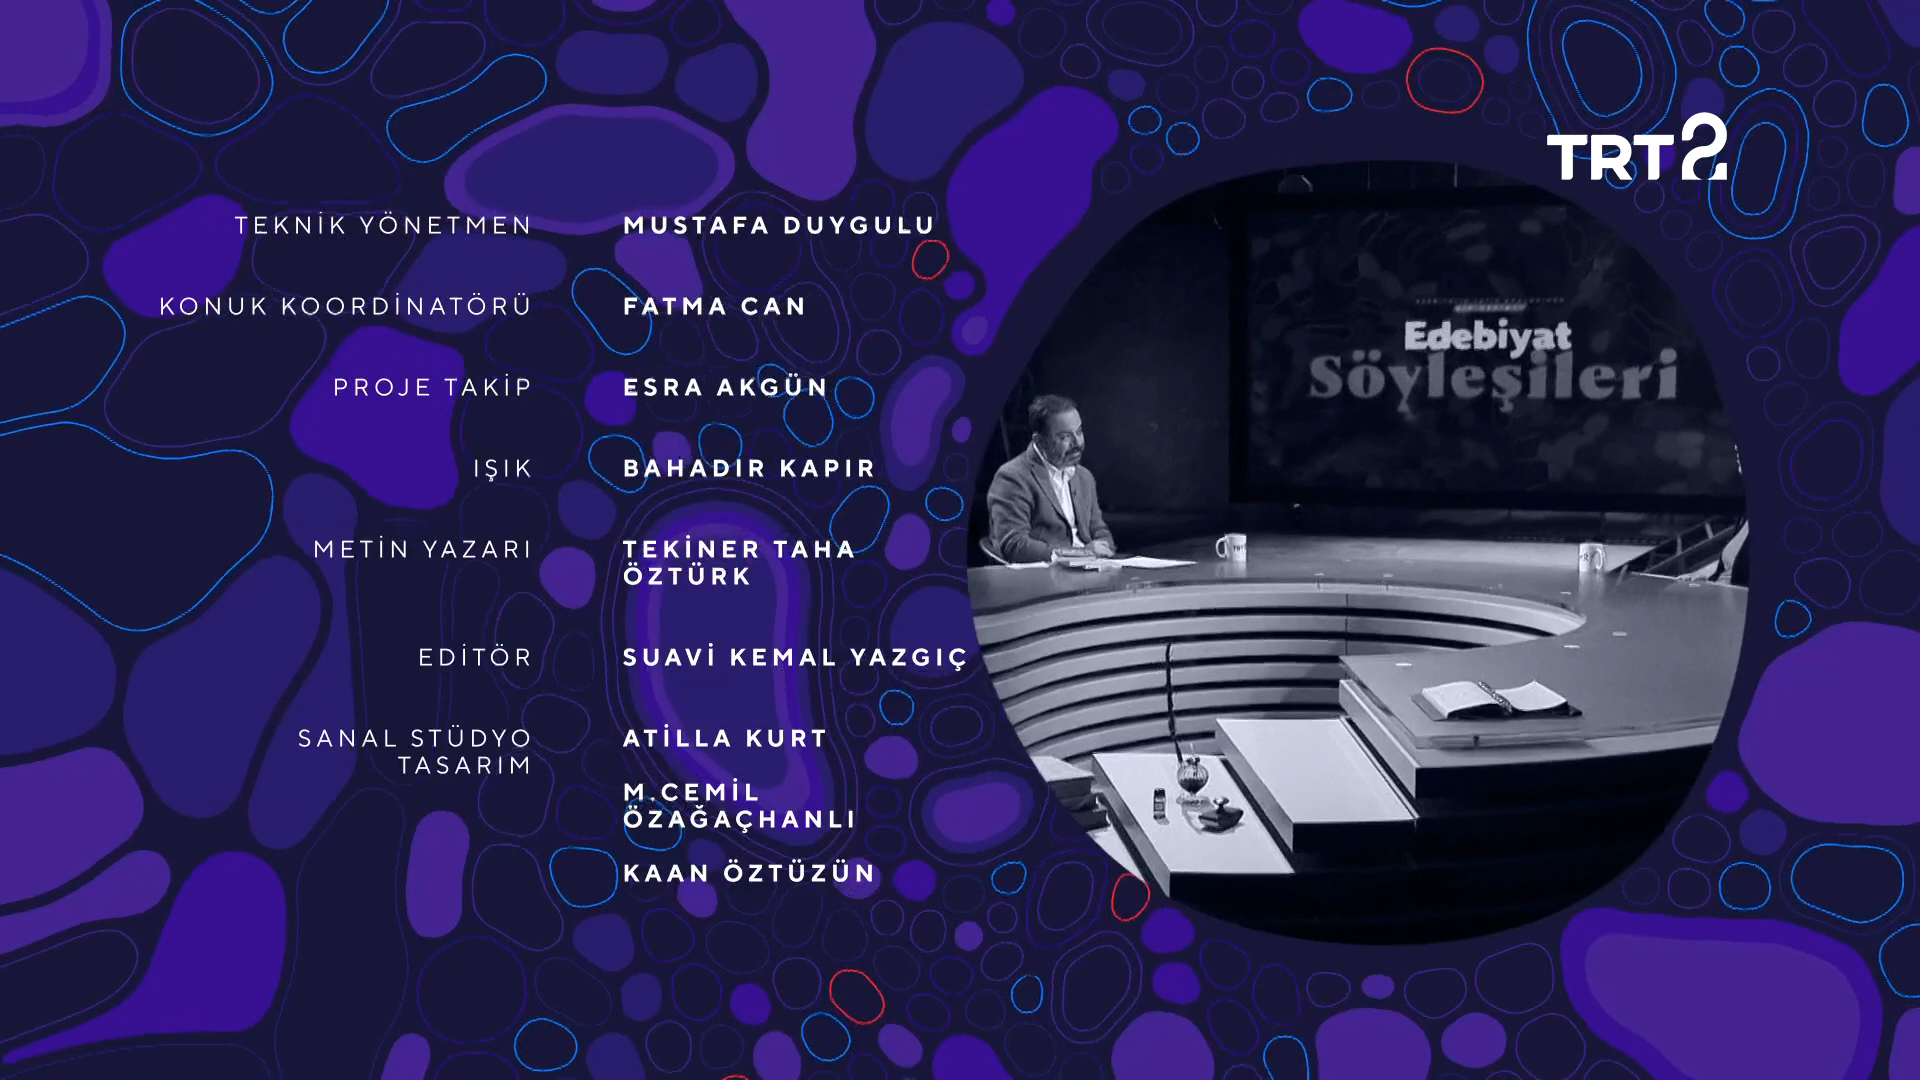 TRT2
TEKNİK YÖNETMEN MUSTAFA DUYGULU
KONUK KOORDİNATÖRÜ FATMA CAN
PROJE TAKİP ESRA AKGÜN
IŞIK BAHADIR KAPIR
METİN YAZARI TEKİNER TAHA
ÖZTÜRK
EDİTÖR SUAVİ KEMAL YAZGIÇ
SANAL STÜDYO ATİLLA KURT
TASARIM
M.CEMİL
ÖZAĞAÇHANLI
KAAN ÖZTÜZÜN
Edebiyat
Söyleşileri